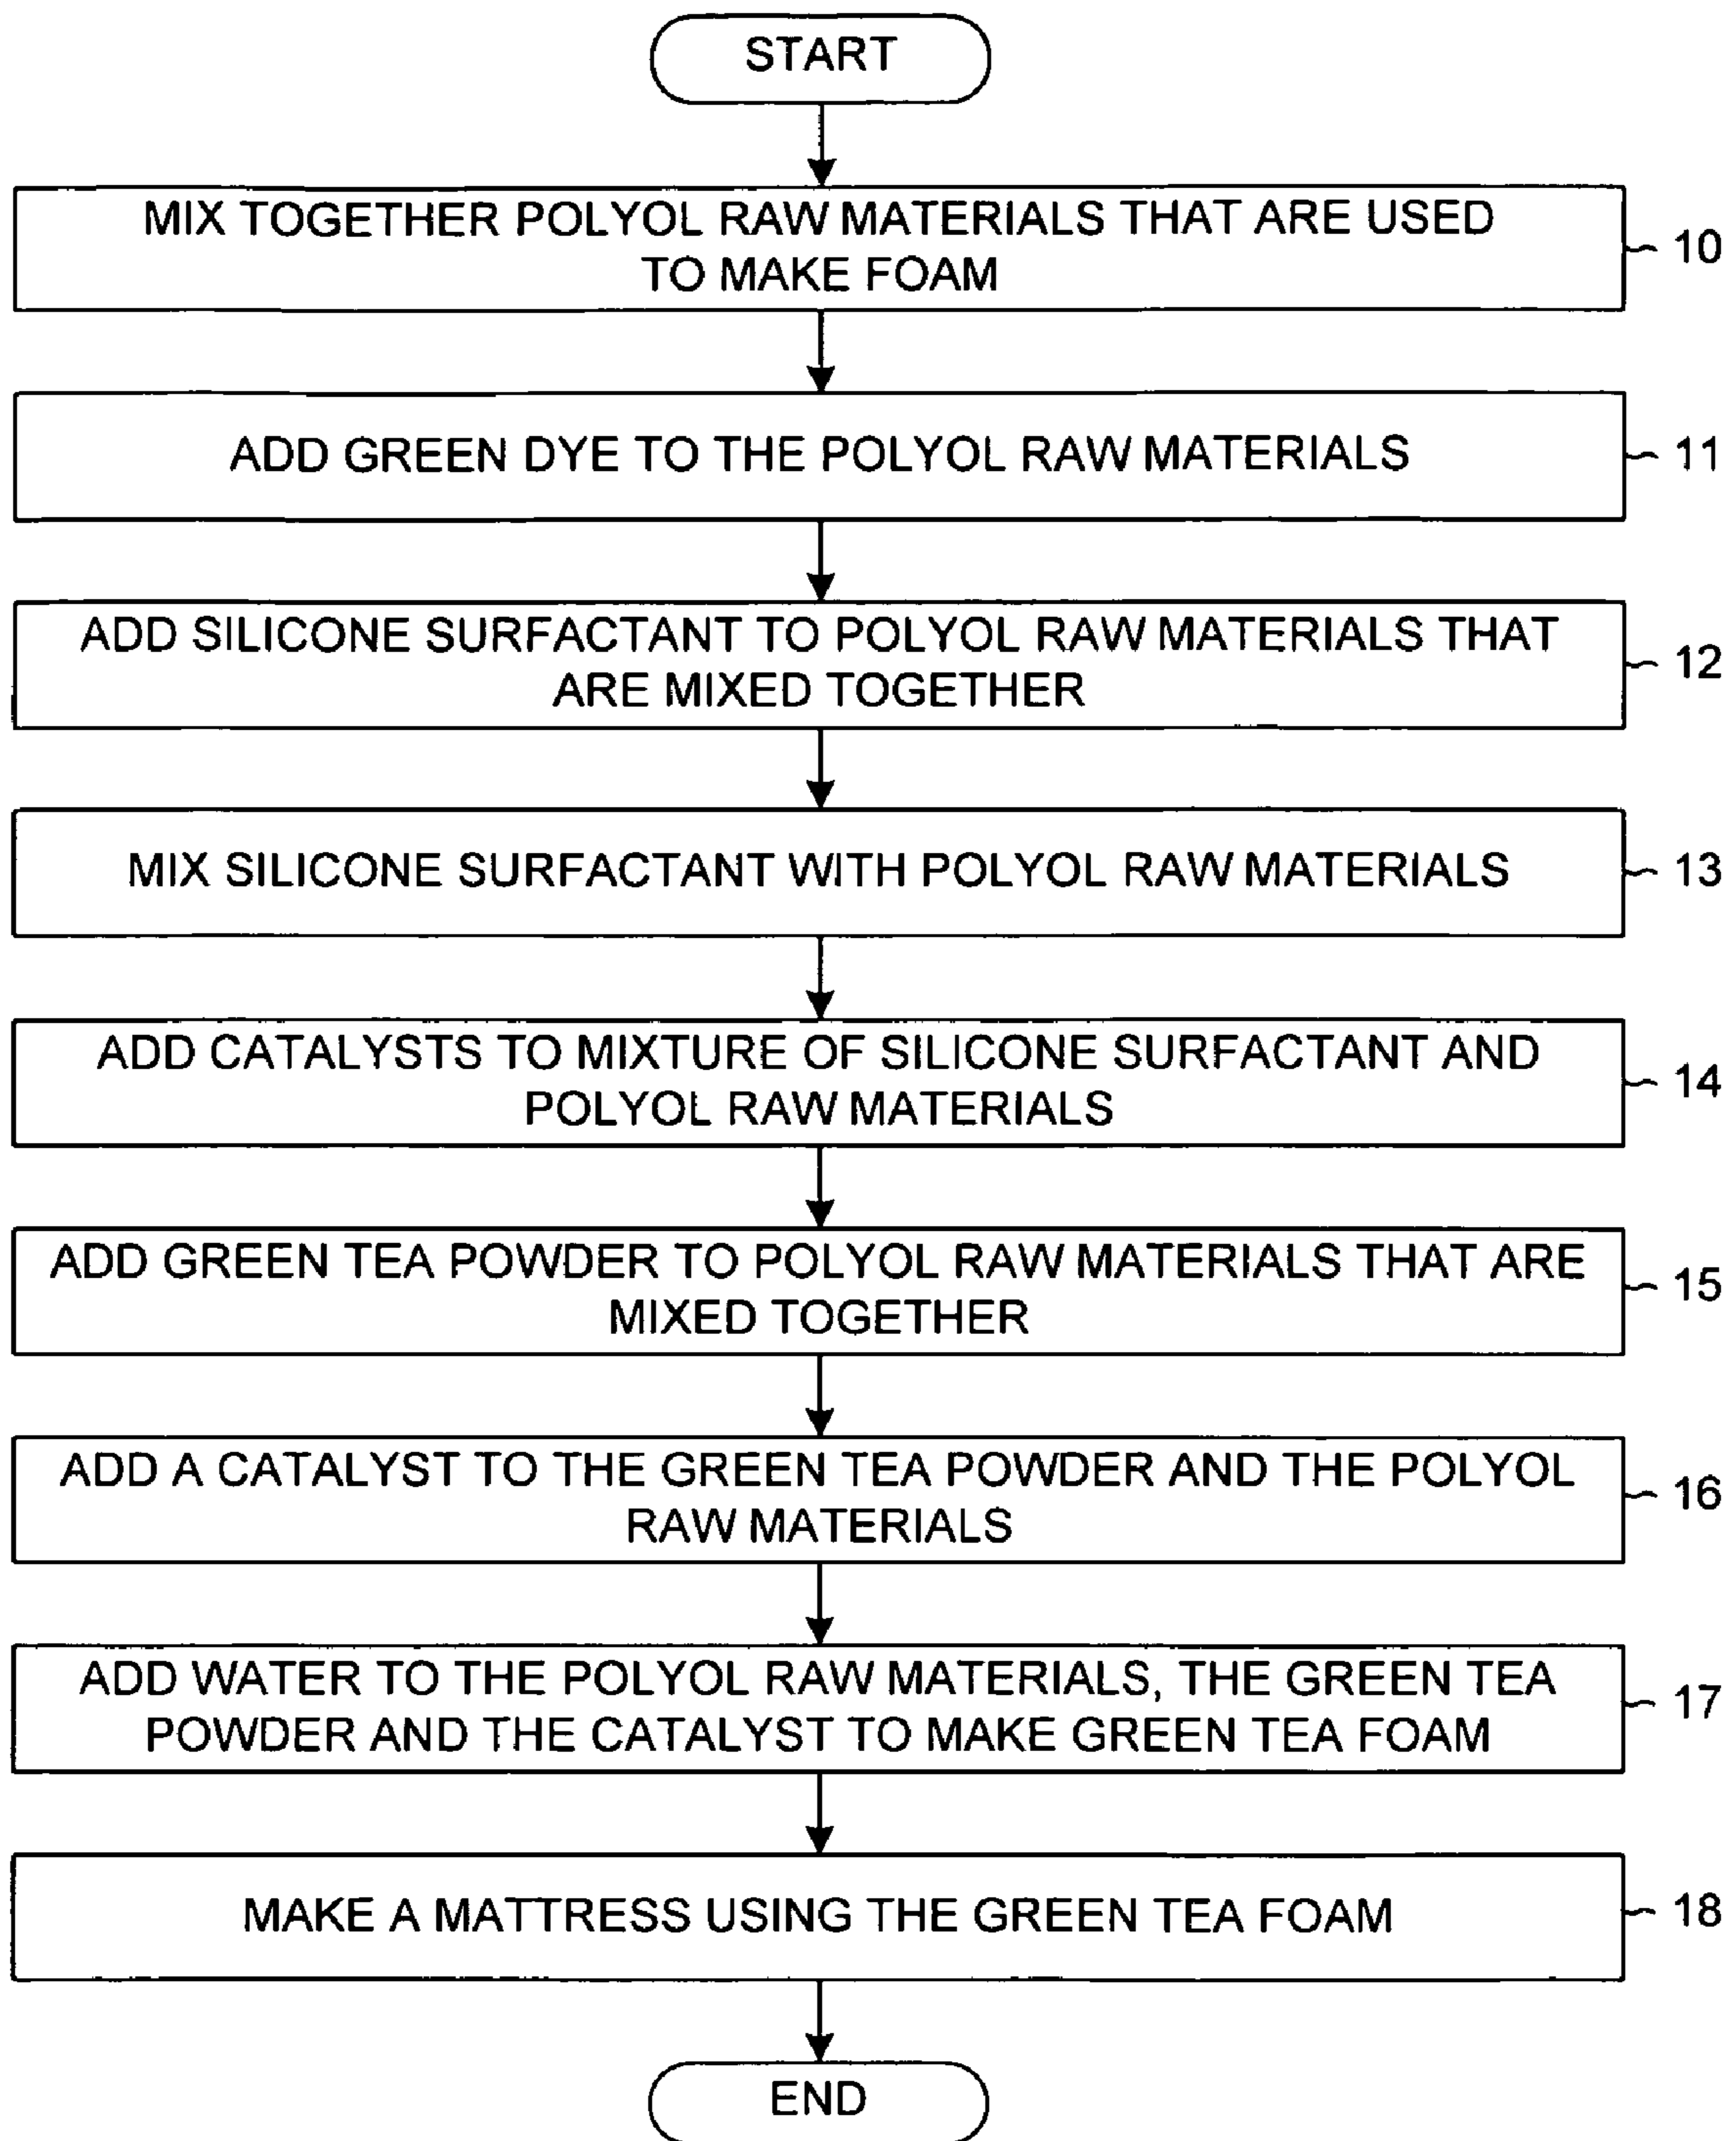 START
MIX TOGETHER POLYOL RAW MATERIALS THAT ARE USED
TO MAKE FOAM
10
ADD GREEN DYE TO THE POLYOL RAW MATERIALS
11
ADD SILICONE SURFACTANT TO POLYOL RAW MATERIALS THAT
ARE MIXED TOGETHER
12
MIX SILICONE SURFACTANT WITH POLYOL RAW MATERIALS
13
ADD CATALYSTS TO MIXTURE OF SILICONE SURFACTANT AND
POLYOL RAW MATERIALS
14
ADD GREEN TEA POWDER TO POLYOL RAW MATERIALS THAT ARE
MIXED TOGETHER
15
ADD A CATALYST TO THE GREEN TEA POWDER AND THE POLYOL
RAW MATERIALS
16
ADD WATER TO THE POLYOL RAW MATERIALS, THE GREEN TEA
POWDER AND THE CATALYST TO MAKE GREEN TEA FOAM
17
MAKE A MATTRESS USING THE GREEN TEA FOAM
18
END